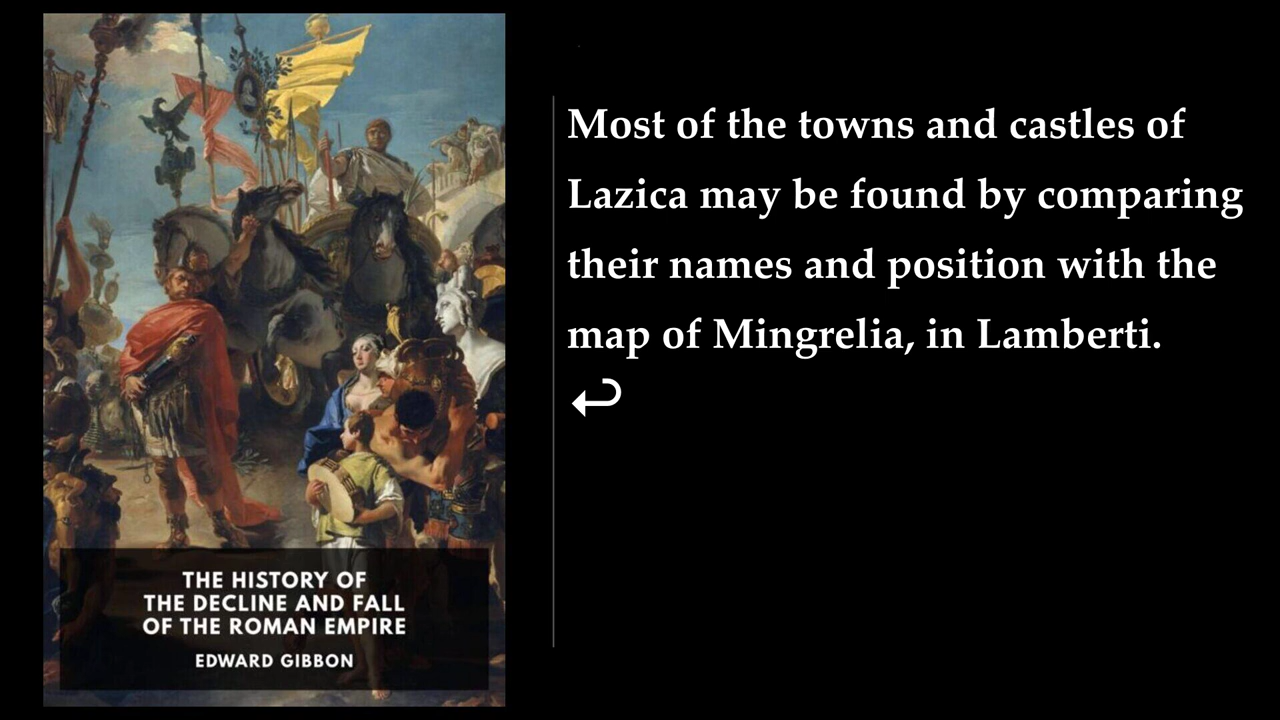 Most of the towns and castles of
Lazica may be found by comparing
their names and position with the
map of Mingrelia, in Lamberti.
↩
THE HISTORY OF
THE DECLINE AND FALL
OF THE ROMAN EMPIRE
EDWARD GIBBON